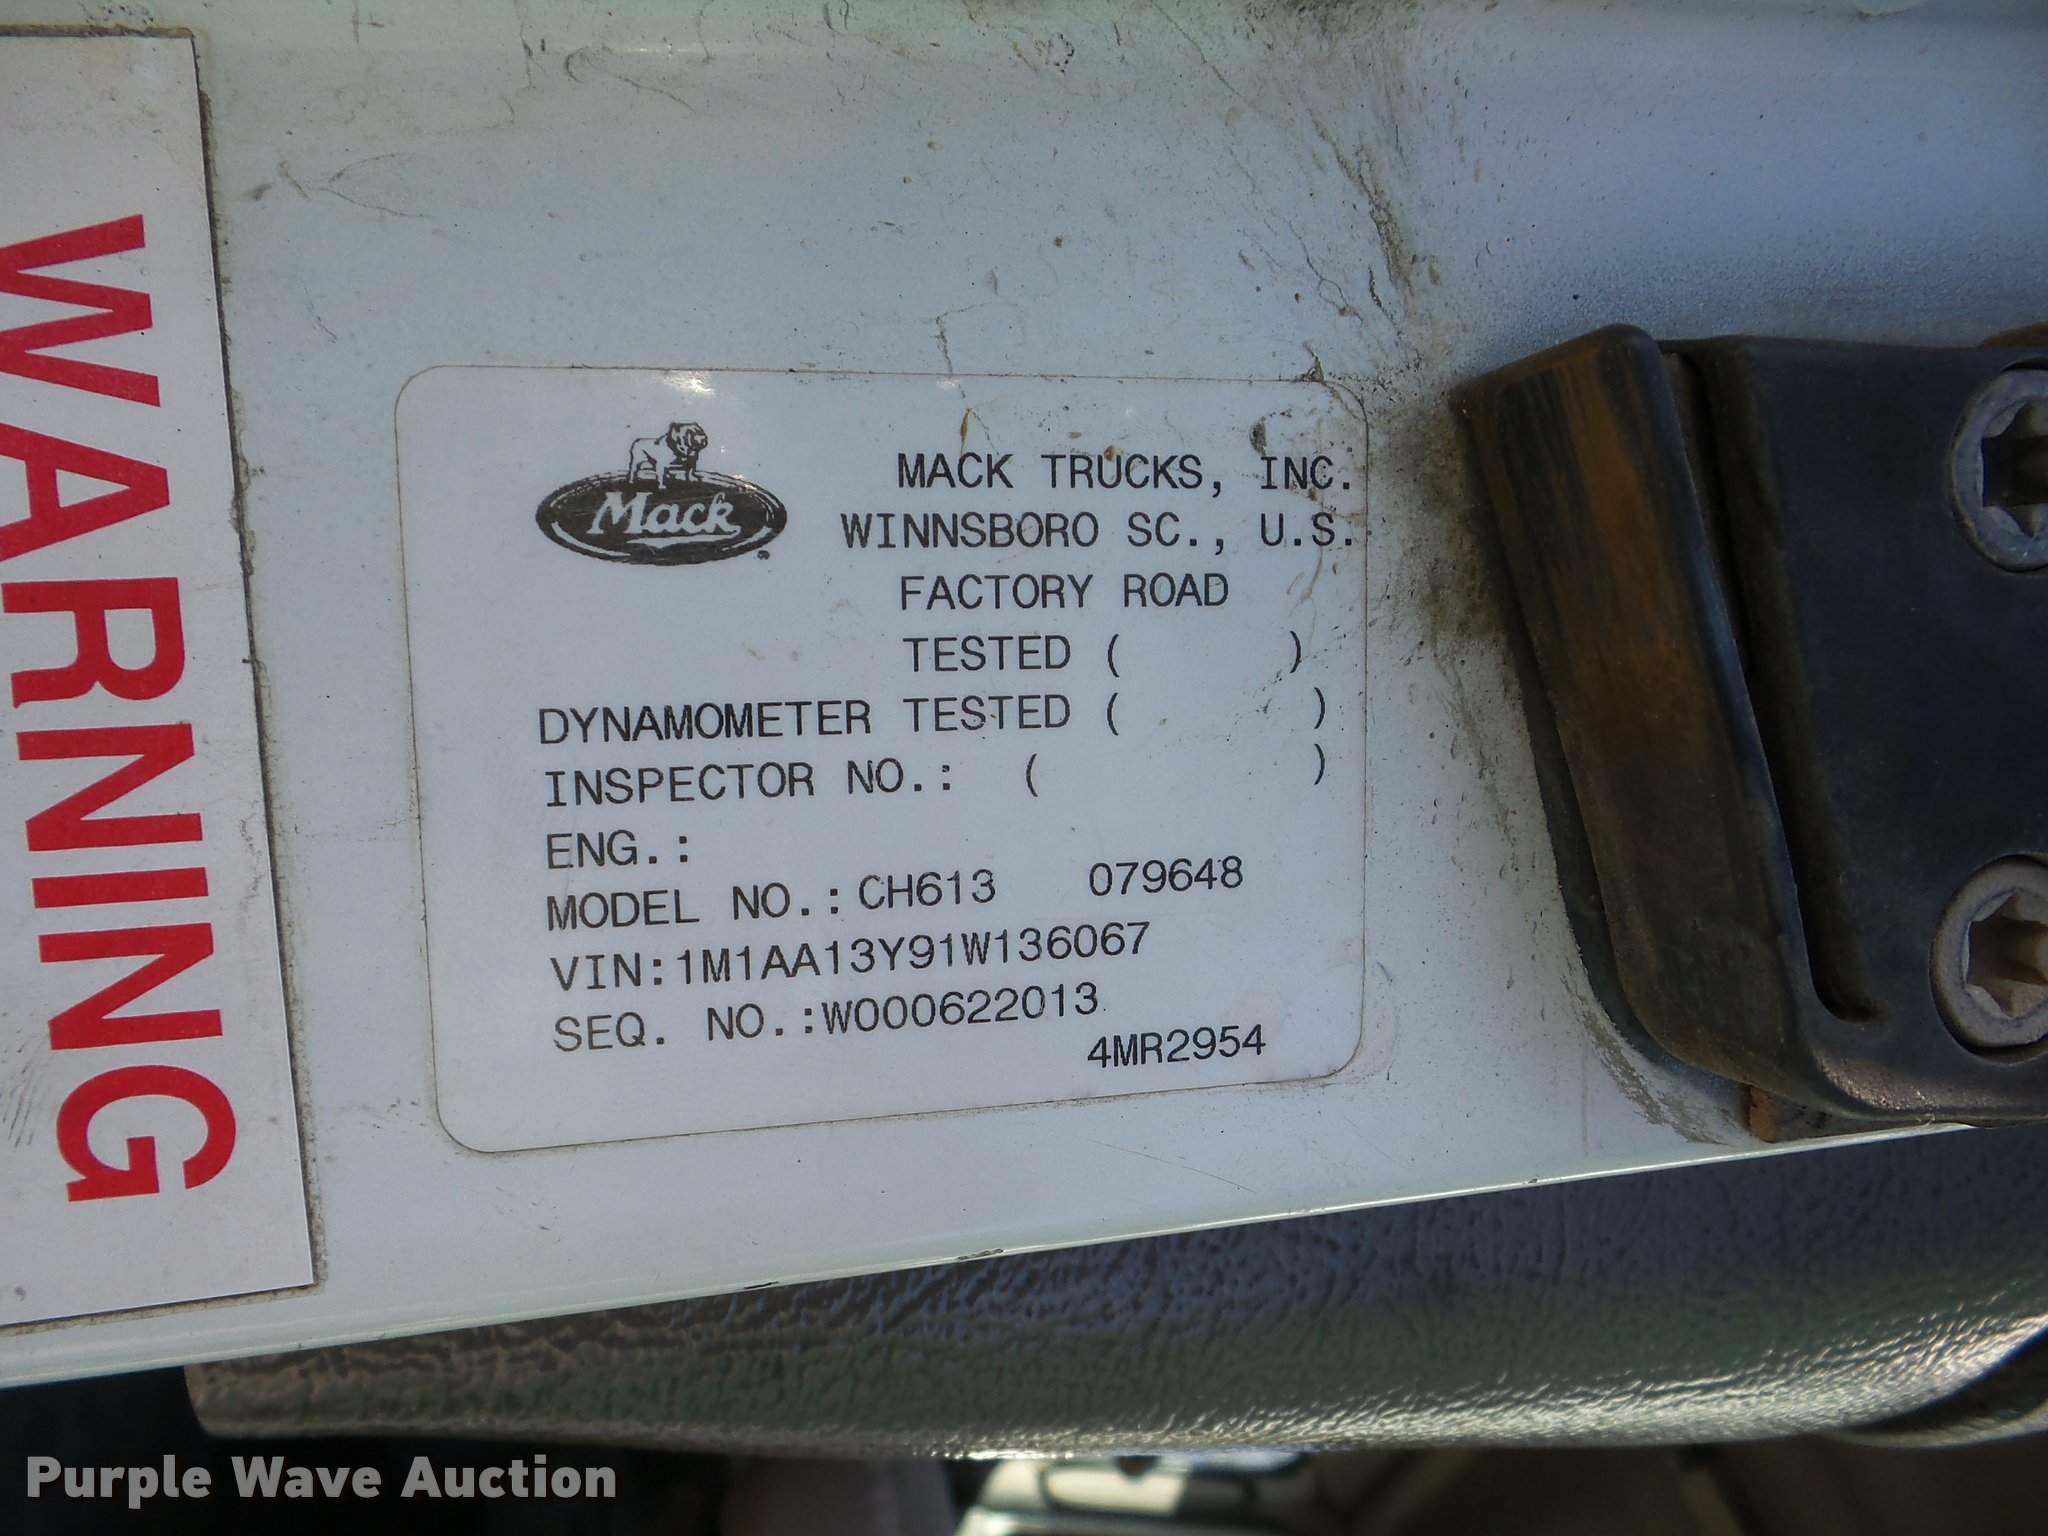 WARNING
Mack
MACK TRUCKS, INC.
WINNSBORO SC., U.S.
FACTORY ROAD
TESTED ( )
DYNAMOMETER TESTED ( )
INSPECTOR NO.: ( )
ENG.:
MODEL NO.: CH613 079648
VIN:1M1AA13Y91W136067
SEQ. NO.:W000622013
4MR2954
Purple Wave Auction